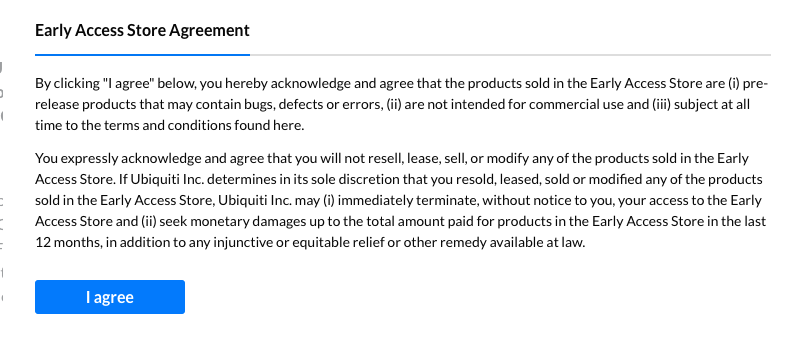 Early Access Store Agreement
By clicking "I agree" below, you hereby acknowledge and agree that the products sold in the Early Access Store are (i) pre-
release products that may contain bugs, defects or errors, (ii) are not intended for commercial use and (iii) subject at all
time to the terms and conditions found here.
You expressly acknowledge and agree that you will not resell, lease, sell, or modify any of the products sold in the Early
Access Store. If Ubiquiti Inc. determines in its sole discretion that you resold, leased, sold or modified any of the products
sold in the Early Access Store, Ubiquiti Inc. may (i) immediately terminate, without notice to you, your access to the Early
Access Store and (ii) seek monetary damages up to the total amount paid for products in the Early Access Store in the last
12 months, in addition to any injunctive or equitable relief or other remedy available at law.
I agree